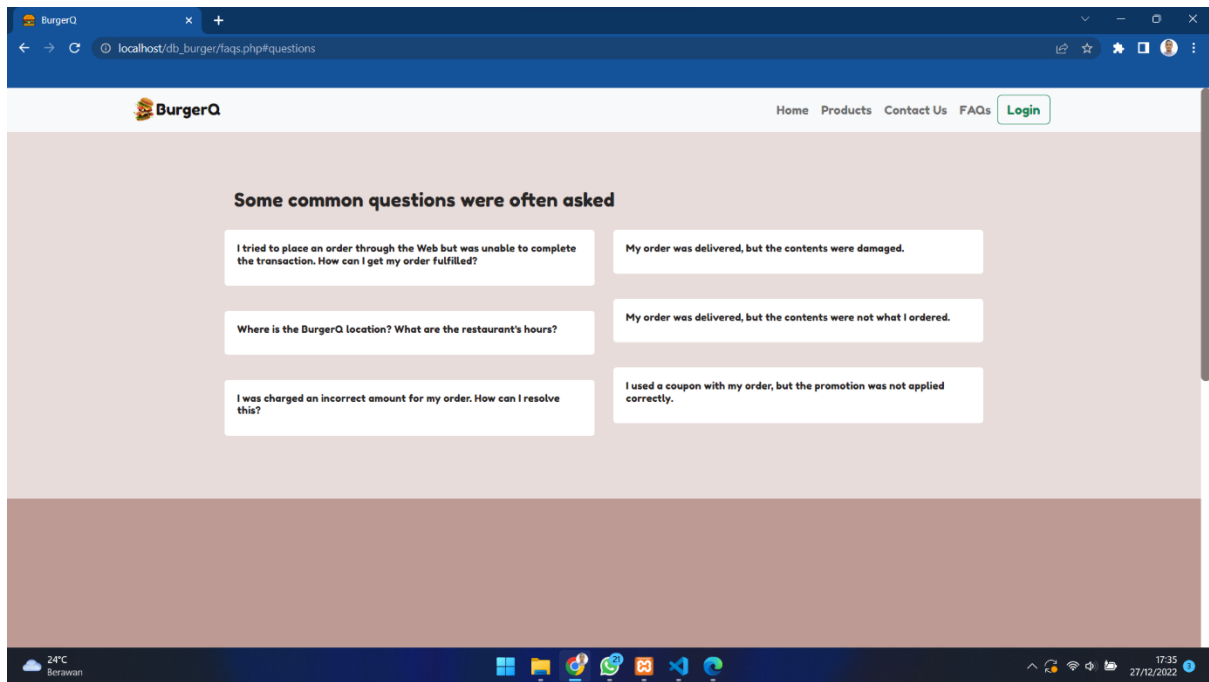 BurgerQ
localhost/db_burger/faqs.php#questions
BurgerQ
Home Products Contact Us FAQs Login
Some common questions were often asked
I tried to place an order through the Web but was unable to complete
the transaction. How can I get my order fulfilled?
Where is the BurgerQ location? What are the restaurant's hours?
I was charged an incorrect amount for my order. How can I resolve
this?
My order was delivered, but the contents were damaged.
My order was delivered, but the contents were not what I ordered.
I used a coupon with my order, but the promotion was not applied
correctly.
24°C
Berawan
21
17:35
27/12/2022
3